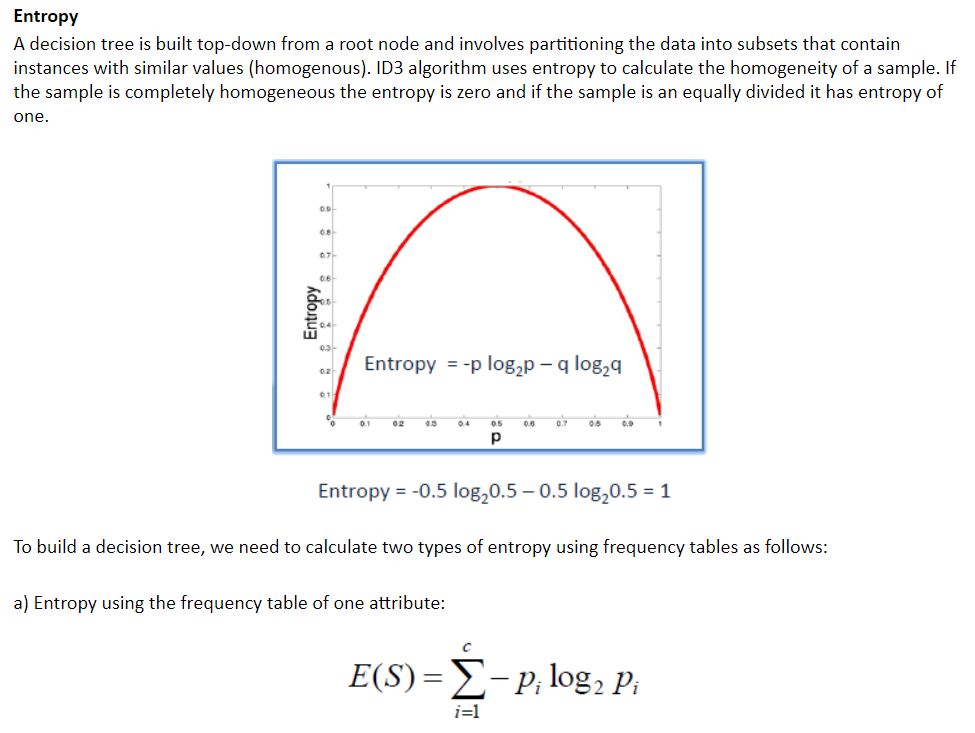 Entropy
A decision tree is built top-down from a root node and involves partitioning the data into subsets that contain
instances with similar values (homogenous). ID3 algorithm uses entropy to calculate the homogeneity of a sample. If
the sample is completely homogeneous the entropy is zero and if the sample is an equally divided it has entropy of
one.
1
0.9
0.8
0.7
0.6
0.5
0.4
0.3
0.2
0.1
0
Entropy
Entropy = -p log₂p – q log₂q
0 0.1 0.2 0.3 0.4 0.5 0.6 0.7 0.8 0.9 1
p
Entropy = -0.5 log₂0.5 – 0.5 log₂0.5 = 1
To build a decision tree, we need to calculate two types of entropy using frequency tables as follows:
a) Entropy using the frequency table of one attribute:
E(S) = ∑_{i=1}^{c} – pᵢ log₂ pᵢ